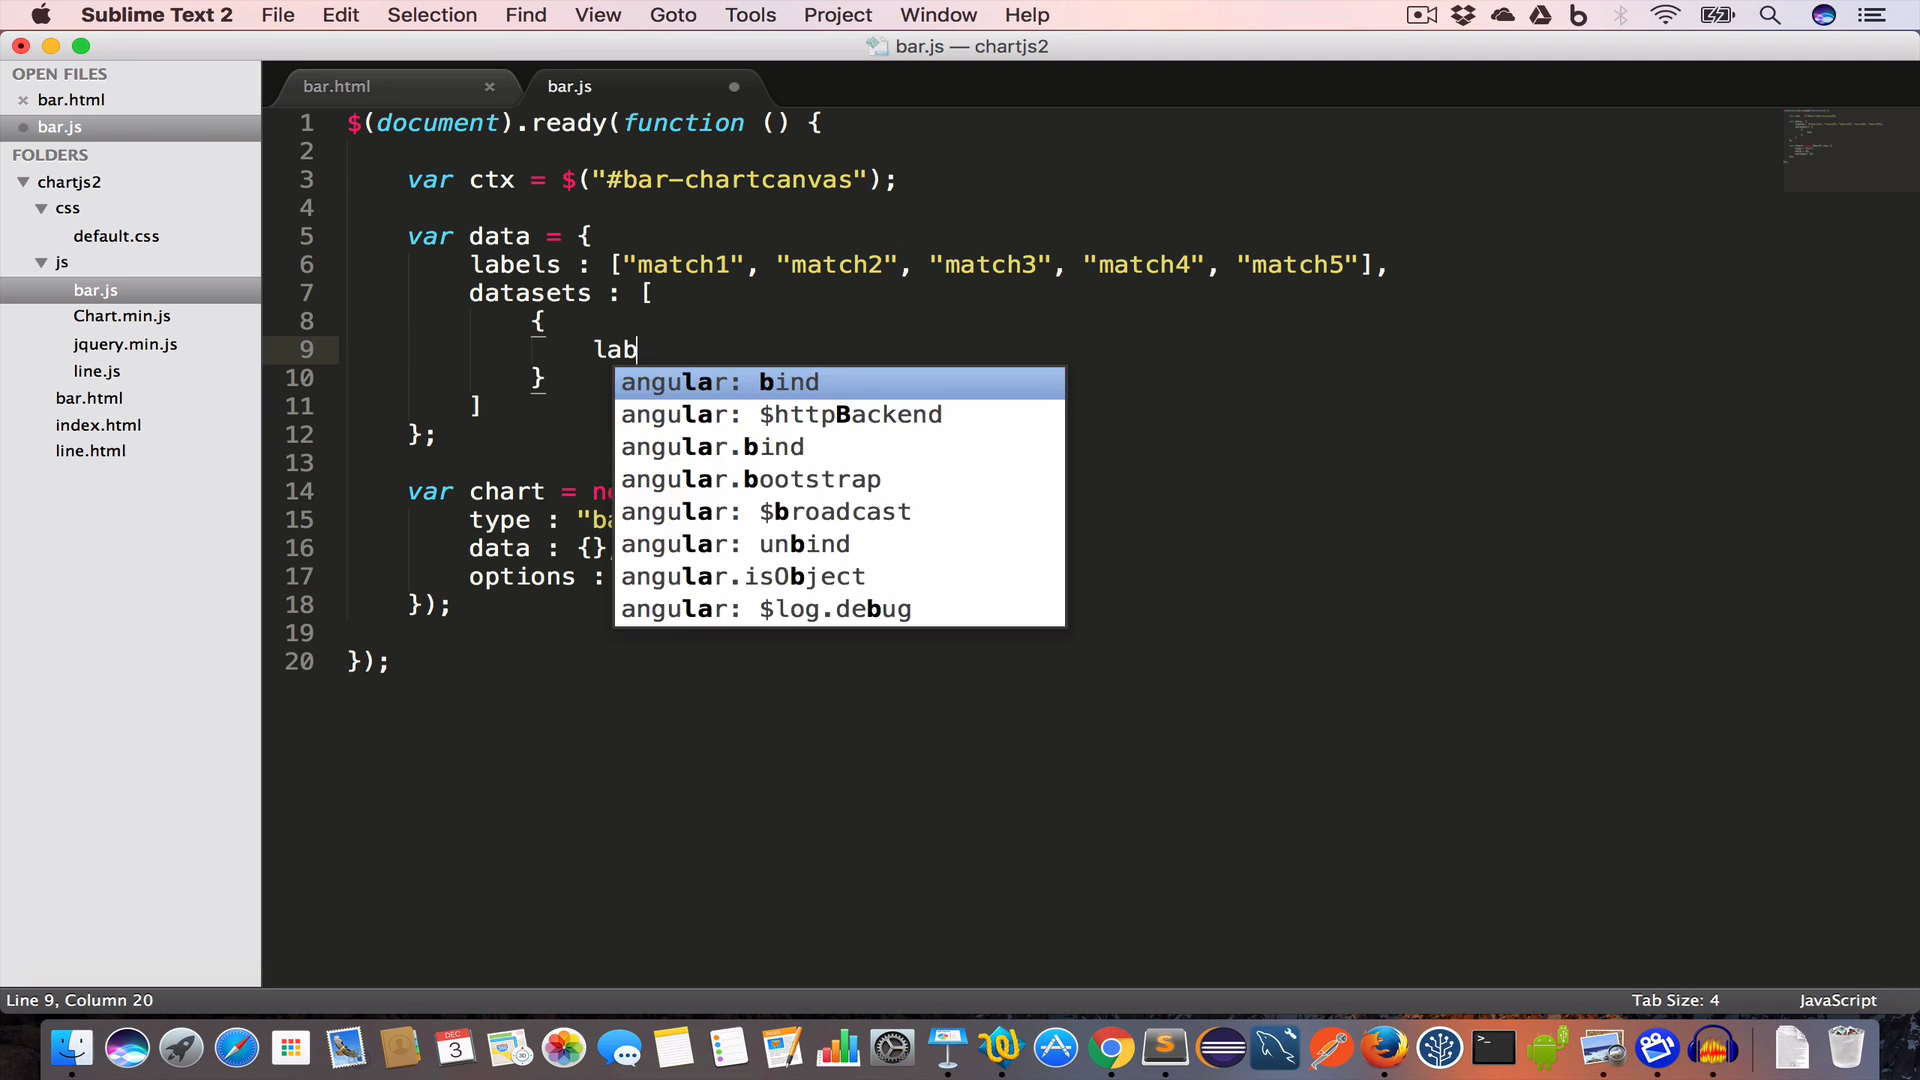 Sublime Text 2 File Edit Selection Find View Goto Tools Project Window Help
bar.js — chartjs2
OPEN FILES
bar.html
bar.js
FOLDERS
chartjs2
css
default.css
js
bar.js
Chart.min.js
jquery.min.js
line.js
bar.html
index.html
line.html
bar.html
bar.js
1 $(document).ready(function () {
2
3 var ctx = $("#bar-chartcanvas");
4
5 var data = {
6 labels : ["match1", "match2", "match3", "match4", "match5"],
7 datasets : [
8 {
9 lab
10 }
11 ]
12 };
13
14 var chart =
15 type :
16 data : {}
17 options :
18 });
19
20 });
angular: bind
angular: $httpBackend
angular.bind
angular.bootstrap
angular: $broadcast
angular: unbind
angular.isObject
angular: $log.debug
Line 9, Column 20
Tab Size: 4
JavaScript
DEC
3